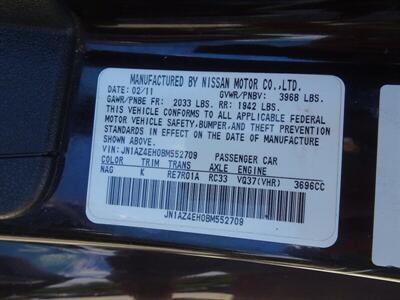 MANUFACTURED BY NISSAN MOTOR CO.,LTD.
DATE: 02/11 GVWR/PNBV: 3968 LBS.
GAWR/PNBE FR: 2033 LBS. RR: 1942 LBS.
THIS VEHICLE CONFORMS TO ALL APPLICABLE FEDERAL
MOTOR VEHICLE SAFETY, BUMPER, AND THEFT PREVENTION
STANDARDS IN EFFECT ON THE DATE OF MANUFACTURE
SHOWN ABOVE.
VIN: JN1AZ4EH0BM552709 PASSENGER CAR
COLOR TRIM TRANS AXLE ENGINE
NAG K RE7R01A RC33 VQ37(VHR) 3696CC
JN1AZ4EH0BM552709